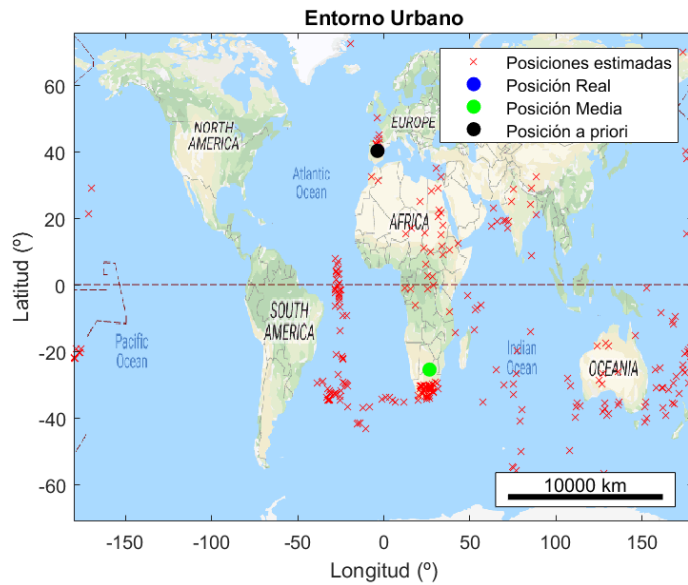 Entorno Urbano
Posiciones estimadas
Posición Real
Posición Media
Posición a priori
NORTH
AMERICA
EUROPE
Atlantic
Ocean
AFRICA
SOUTH
AMERICA
Pacific
Ocean
Indian
Ocean
OCEANIA
10000 km
60
40
20
0
-20
-40
-60
Latitud (º)
-150
-100
-50
0
50
100
150
Longitud (º)